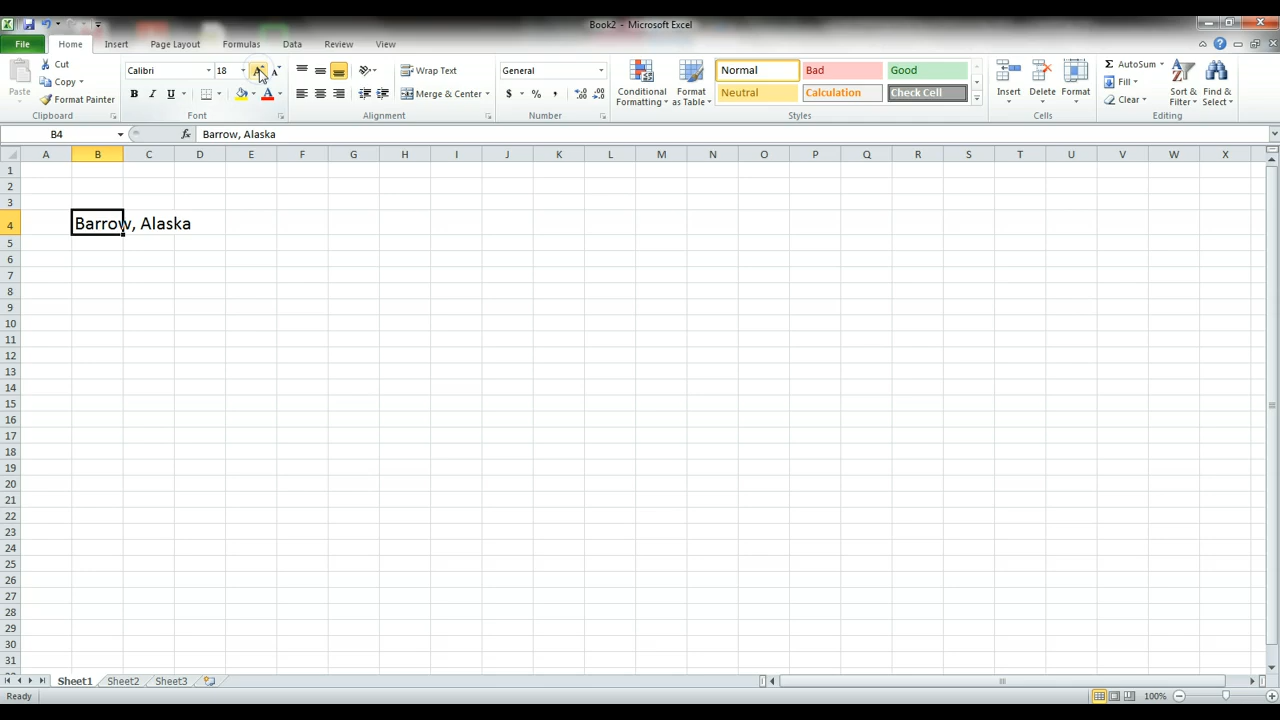 Book2 - Microsoft Excel
File Home Insert Page Layout Formulas Data Review View
Paste Cut Calibri 18 A A Wrap Text General Conditional Formatting Format as Table Normal Bad Good Insert Delete Format AutoSum Sort & Filter Find & Select
Copy Fill
Format Painter B I U A Merge & Center $ % , Neutral Calculation Check Cell Clear
Clipboard Font Alignment Number Styles Cells Editing
B4 fx Barrow, Alaska
A B C D E F G H I J K L M N O P Q R S T U V W X
1
2
3
4 Barrow, Alaska
5
6
7
8
9
10
11
12
13
14
15
16
17
18
19
20
21
22
23
24
25
26
27
28
29
30
31
Sheet1 Sheet2 Sheet3
Ready 100%